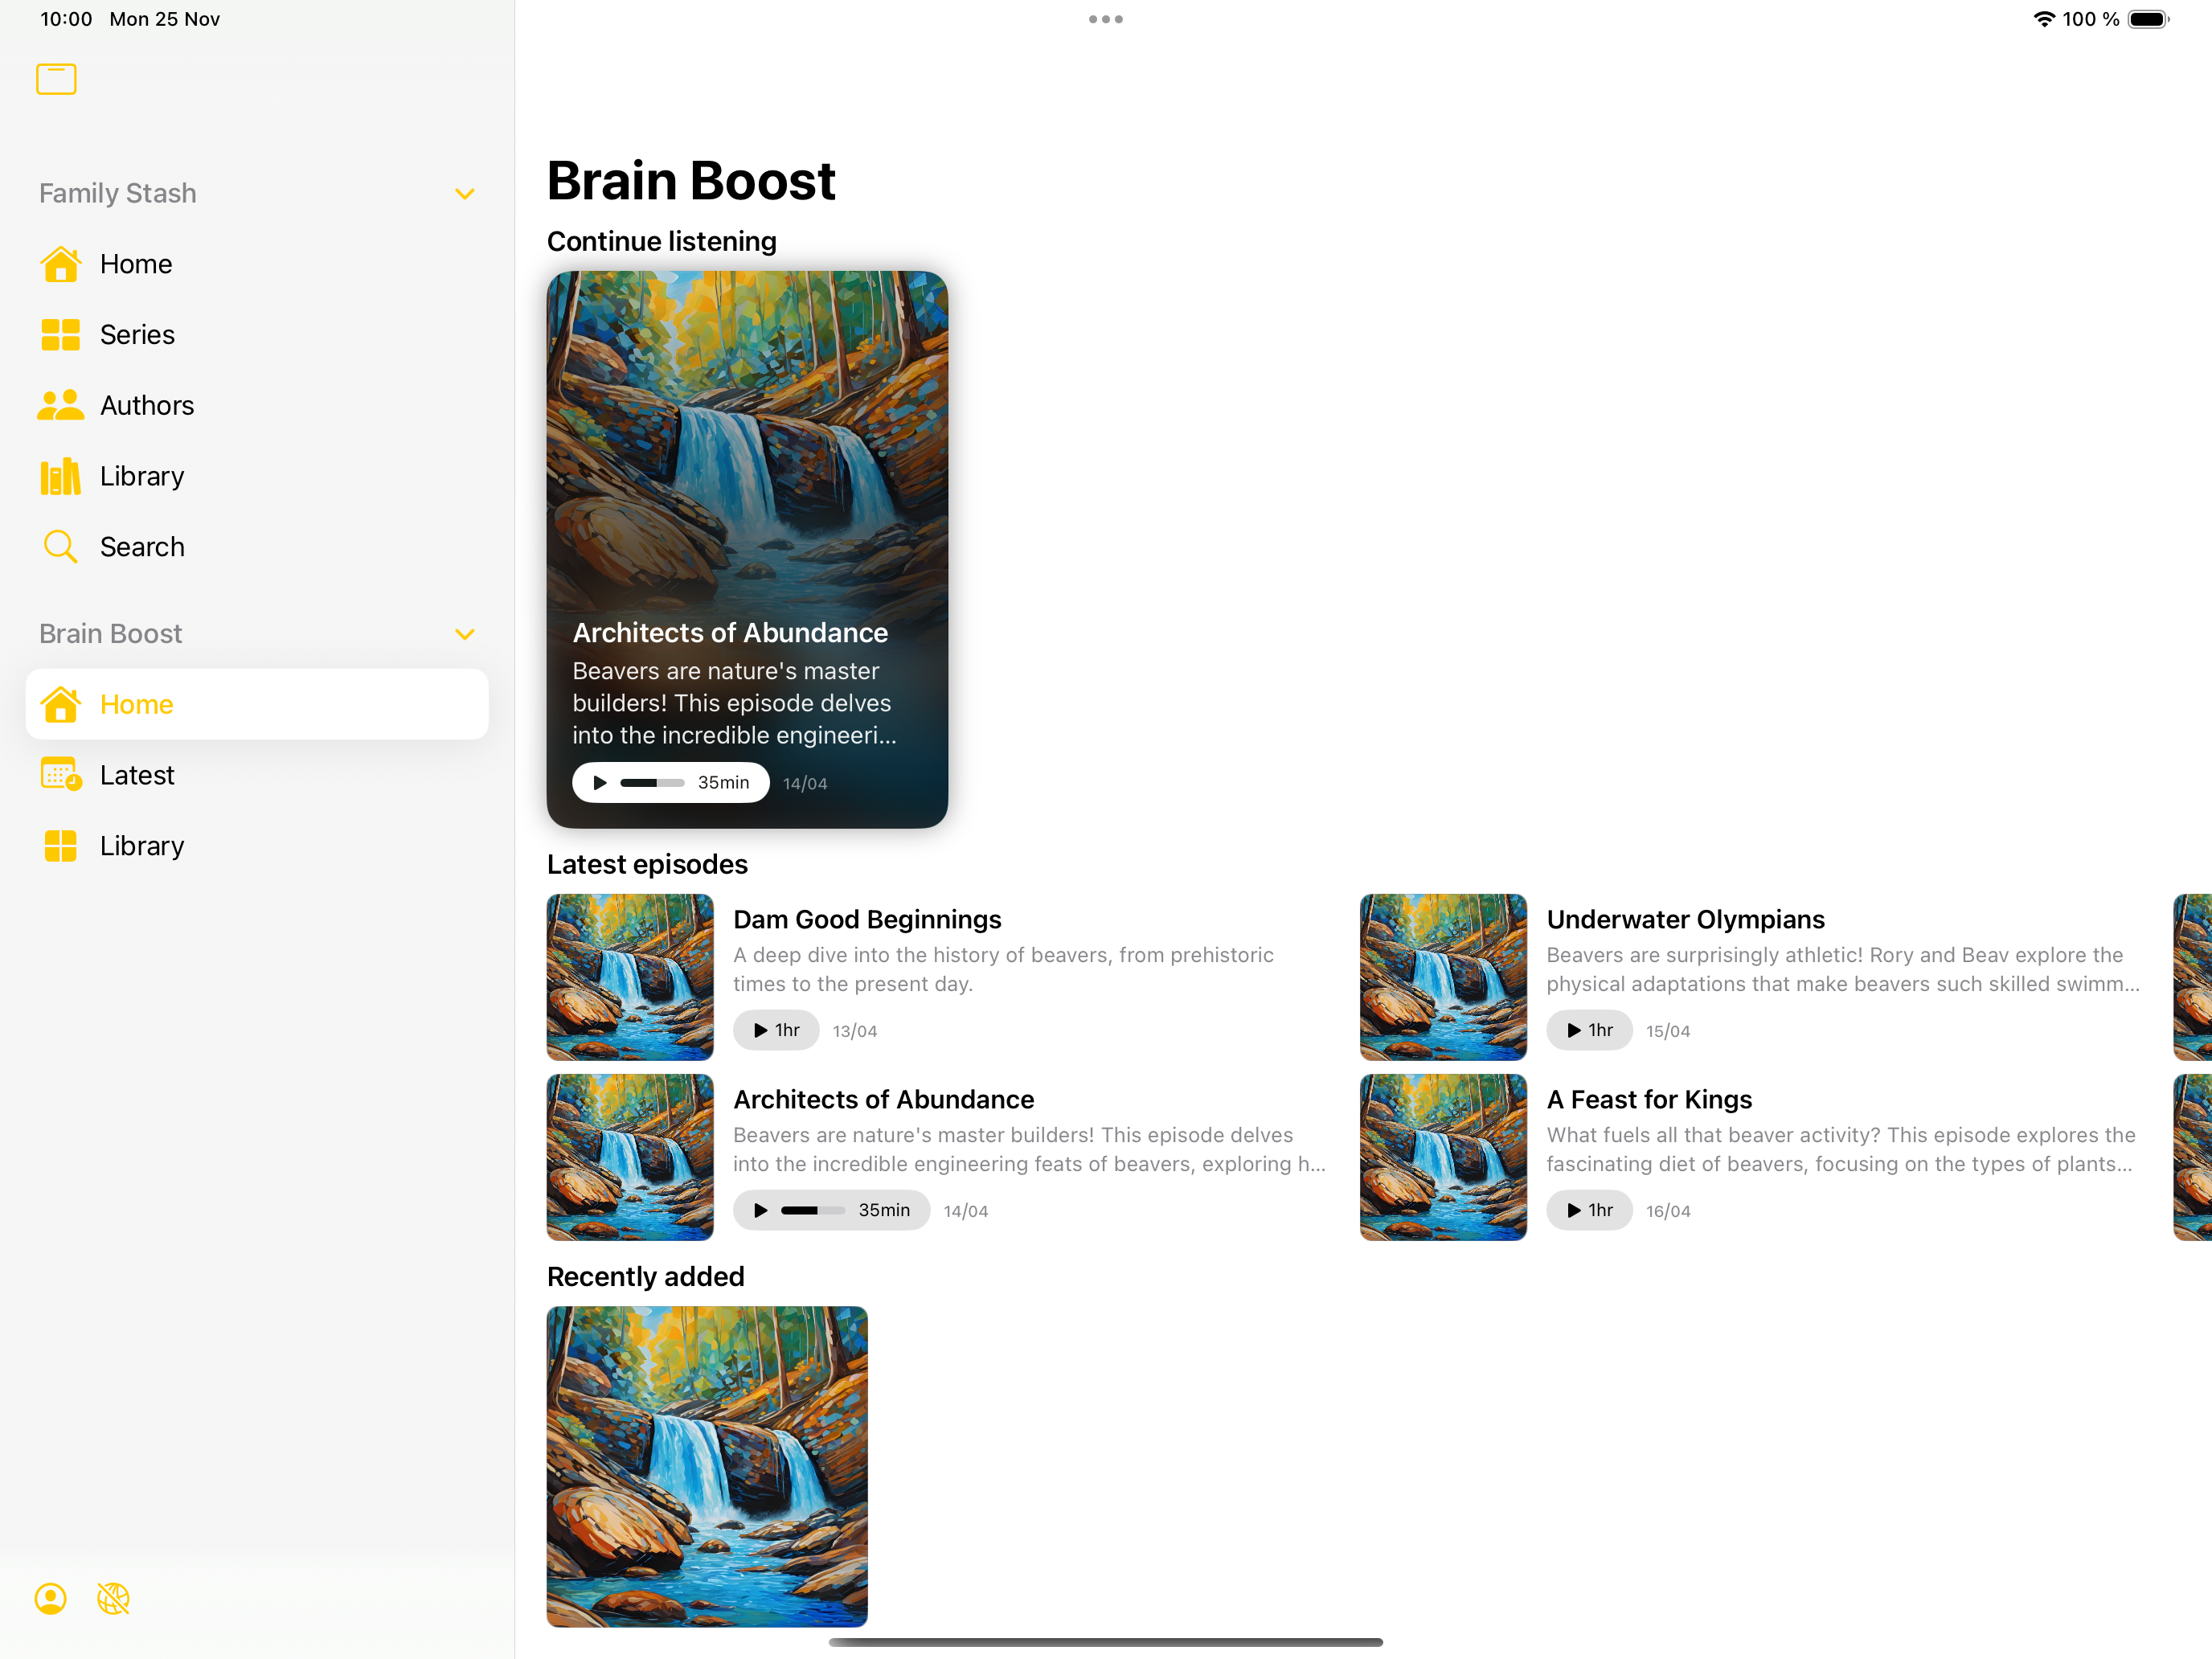 10:00 Mon 25 Nov
100 %
Family Stash
Home
Series
Authors
Library
Search
Brain Boost
Home
Latest
Library
Brain Boost
Continue listening
Architects of Abundance
Beavers are nature's master
builders! This episode delves
into the incredible engineeri...
35min 14/04
Latest episodes
Dam Good Beginnings
A deep dive into the history of beavers, from prehistoric
times to the present day.
1hr 13/04
Underwater Olympians
Beavers are surprisingly athletic! Rory and Beav explore the
physical adaptations that make beavers such skilled swimm...
1hr 15/04
Architects of Abundance
Beavers are nature's master builders! This episode delves
into the incredible engineering feats of beavers, exploring h...
35min 14/04
A Feast for Kings
What fuels all that beaver activity? This episode explores the
fascinating diet of beavers, focusing on the types of plants...
1hr 16/04
Recently added